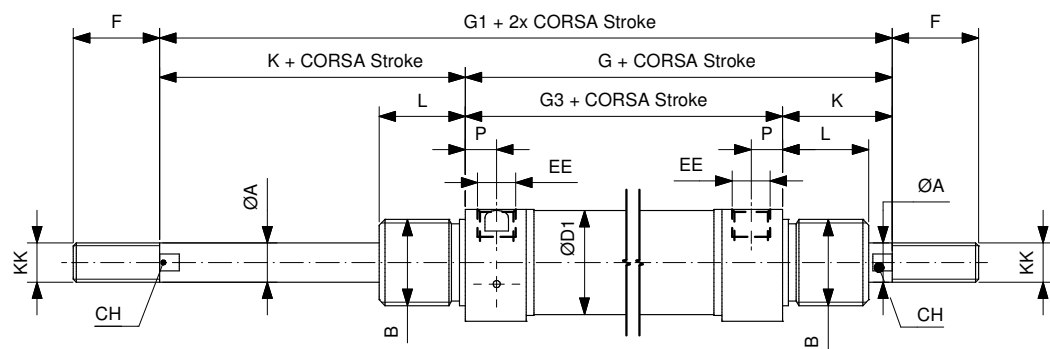 F
G1 + 2x CORSA Stroke
F
K + CORSA Stroke
G + CORSA Stroke
L
G3 + CORSA Stroke
K
P
P
L
EE
EE
ØA
ØA
KK
ØD1
KK
CH
B
B
CH